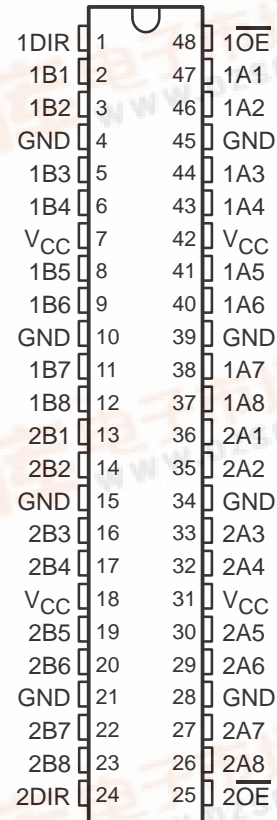 1DIR 1 48 1O̅E̅
1B1 2 47 1A1
1B2 3 46 1A2
GND 4 45 GND
1B3 5 44 1A3
1B4 6 43 1A4
VCC 7 42 VCC
1B5 8 41 1A5
1B6 9 40 1A6
GND 10 39 GND
1B7 11 38 1A7
1B8 12 37 1A8
2B1 13 36 2A1
2B2 14 35 2A2
GND 15 34 GND
2B3 16 33 2A3
2B4 17 32 2A4
VCC 18 31 VCC
2B5 19 30 2A5
2B6 20 29 2A6
GND 21 28 GND
2B7 22 27 2A7
2B8 23 26 2A8
2DIR 24 25 2O̅E̅